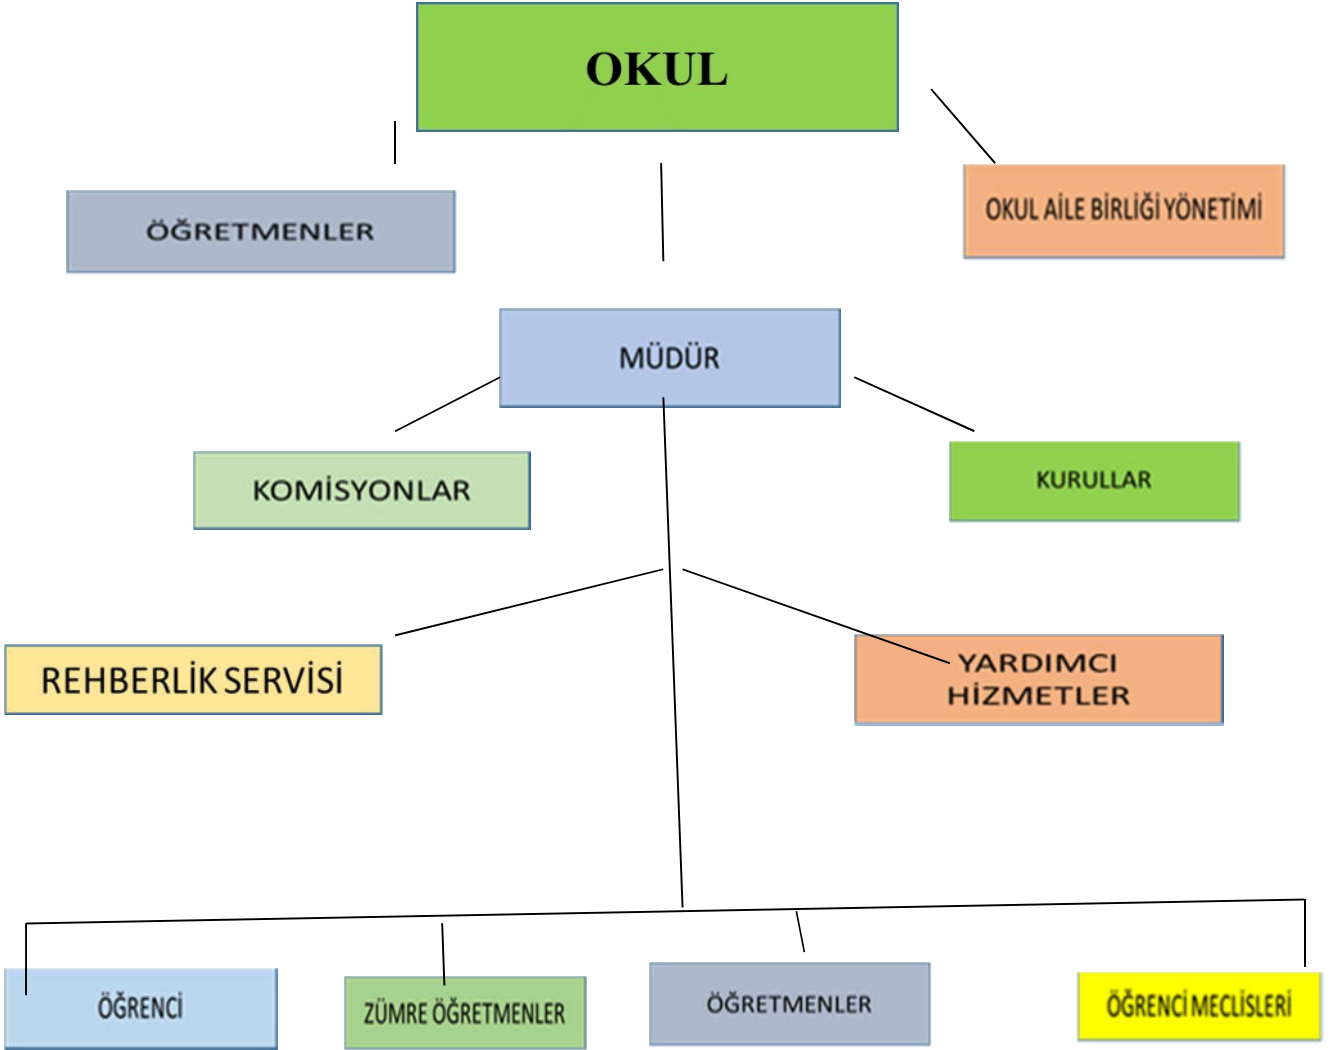 OKUL
ÖĞRETMENLER
OKUL AİLE BİRLİĞİ YÖNETİMİ
MÜDÜR
KOMİSYONLAR
KURULLAR
REHBERLİK SERVİSİ
YARDIMCI
HİZMETLER
ÖĞRENCİ
ZÜMRE ÖĞRETMENLER
ÖĞRETMENLER
ÖĞRENCİ MECLİSLERİ